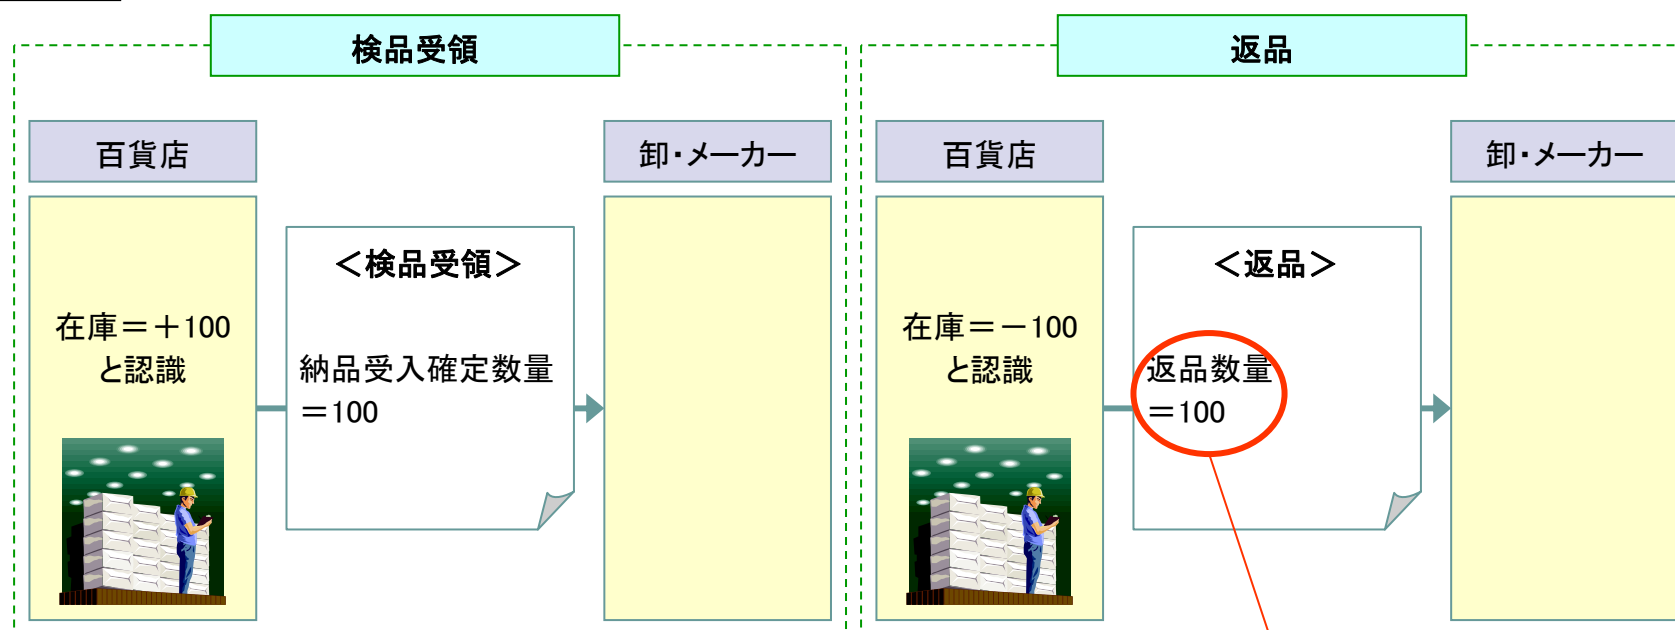 検品受領
百貨店
卸・メーカー
在庫＝＋100
と認識
＜検品受領＞
納品受入確定数量
＝100
返品
百貨店
卸・メーカー
在庫＝－100
と認識
＜返品＞
返品数量
＝100